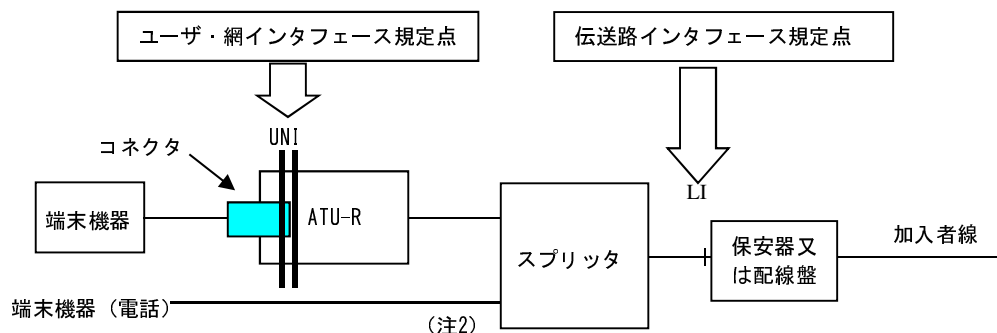 ユーザ・網インタフェース規定点
伝送路インタフェース規定点
UNI
コネクタ
LI
端末機器
ATU-R
スプリッタ
保安器又
は配線盤
加入者線
端末機器（電話）
（注2）